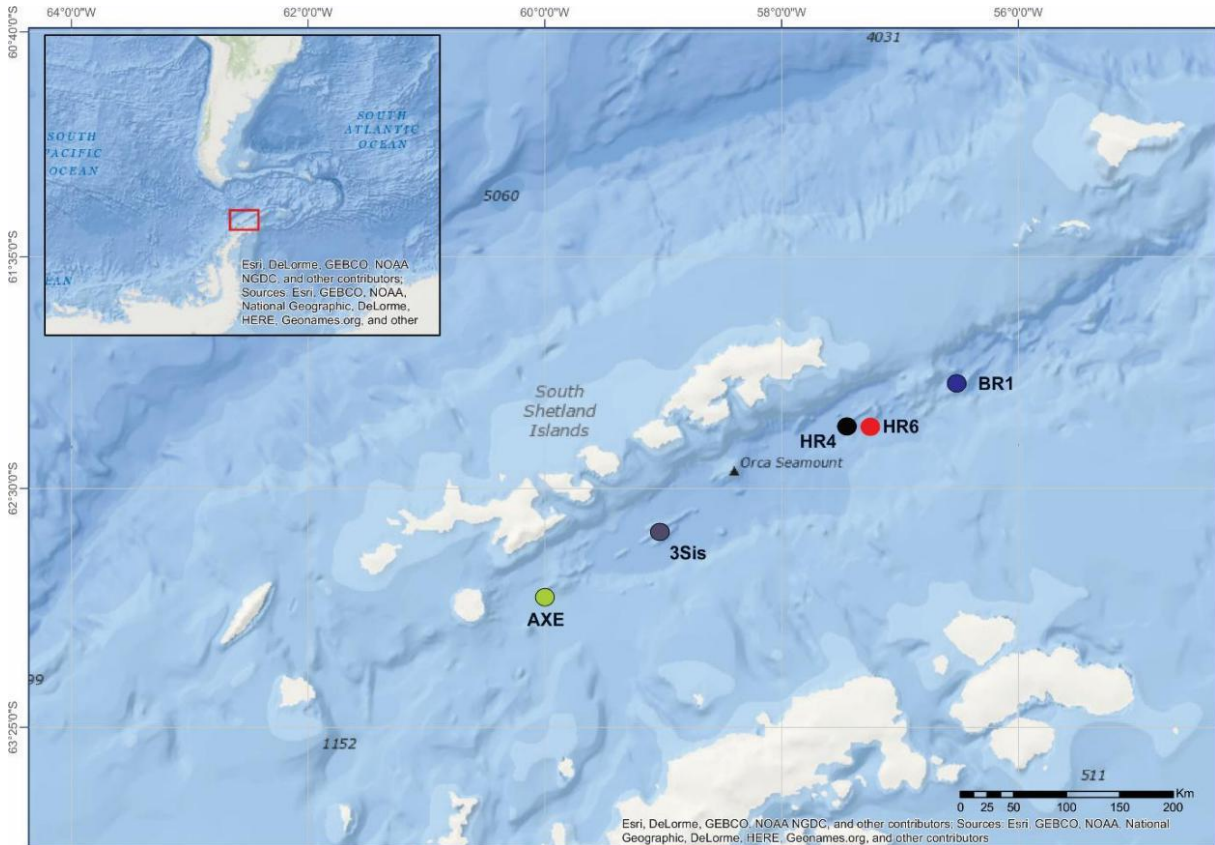 64°0'0"W
62°0'0"W
60°0'0"W
58°0'0"W
56°0'0"W
60°40'0"S
61°35'0"S
62°30'0"S
63°25'0"S
4031
SOUTH
PACIFIC
OCEAN
SOUTH
ATLANTIC
OCEAN
EAN
Esri, DeLorme, GEBCO, NOAA
NGDC, and other contributors;
Sources: Esri, GEBCO, NOAA,
National Geographic, DeLorme,
HERE, Geonames.org, and other
5060
South
Shetland
Islands
BR1
HR4
HR6
Orca Seamount
3Sis
AXE
99
1152
511
Km
0 25 50 100 150 200
Esri, DeLorme, GEBCO, NOAA NGDC, and other contributors; Sources: Esri, GEBCO, NOAA, National
Geographic, DeLorme, HERE, Geonames.org, and other contributors